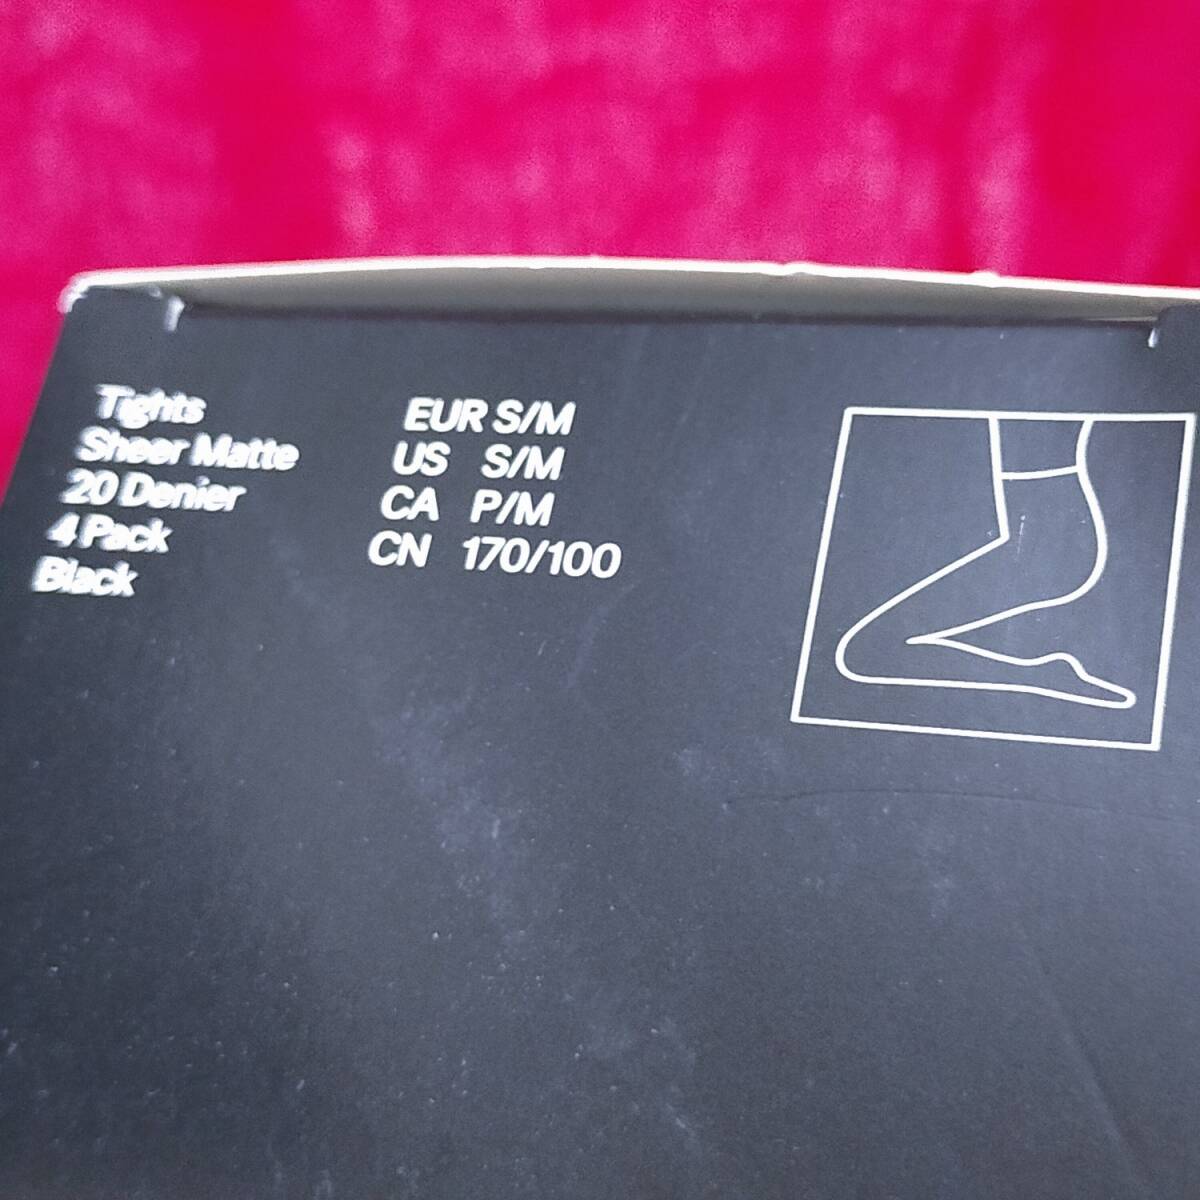 Tights
Sheer Matte
20 Denier
4 Pack
Black
EUR S/M
US S/M
CA P/M
CN 170/100